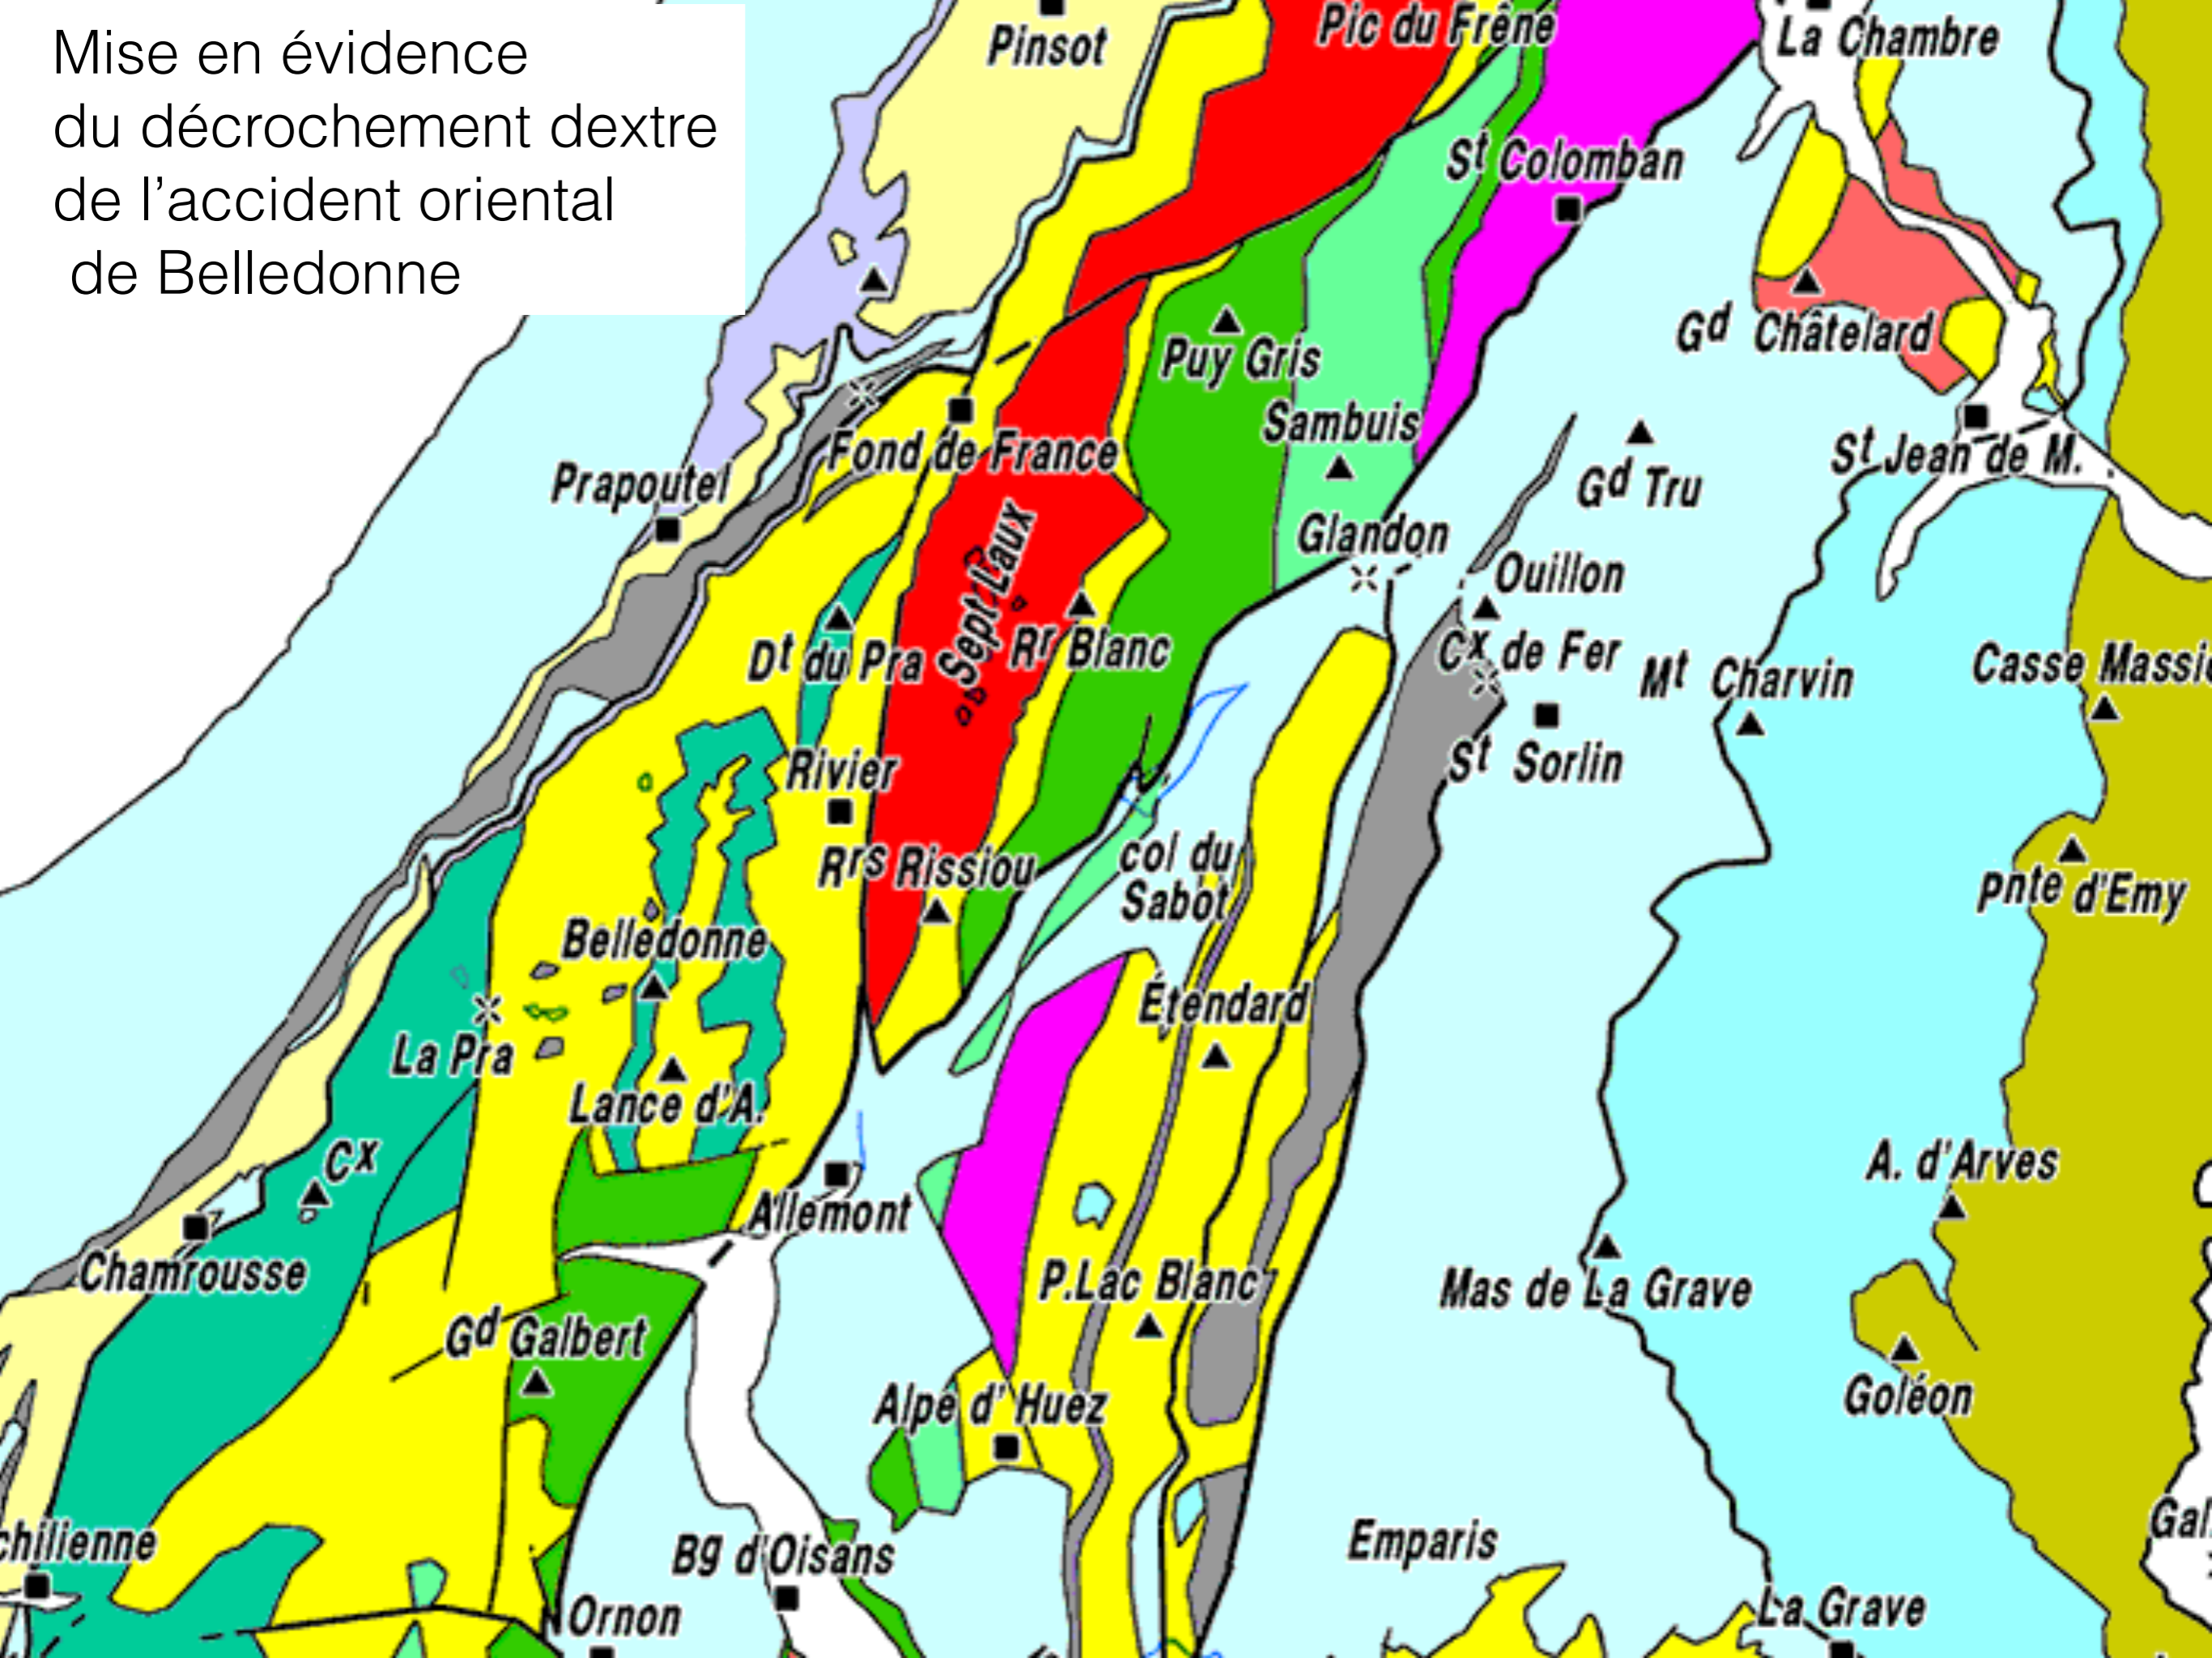 Mise en évidence
du décrochement dextre
de l’accident oriental
de Belledonne
Pinsot
Pic du Frêne
La Chambre
St Colomban
Gd Châtelard
Puy Gris
Sambuis
Fond de France
Prapoutel
Gd Tru
St Jean de M.
Glandon
Ouillon
Sept Laux
Dt du Pra
Rr Blanc
Cx de Fer
Mt Charvin
Rivier
St Sorlin
Rrs Rissiou
col du
Sabot
Pnte d'Emy
Belledonne
Étendard
La Pra
Lance d'A.
Cx
A. d'Arves
Allemont
Chamrousse
P.Lac Blanc
Mas de La Grave
Gd Galbert
Alpe d' Huez
Goléon
Bg d'Oisans
Emparis
Ornon
La Grave